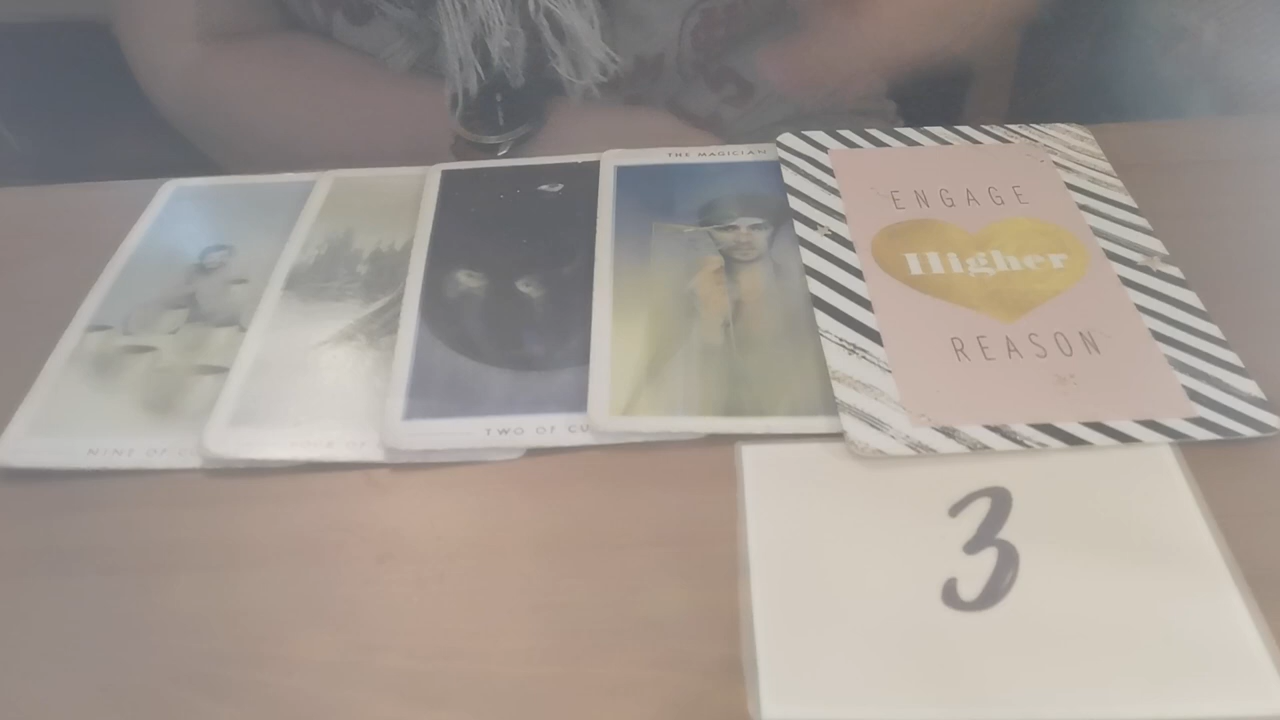 NINE OF
TWO OF CU
THE MAGICIAN
ENGAGE
Higher
REASON
3